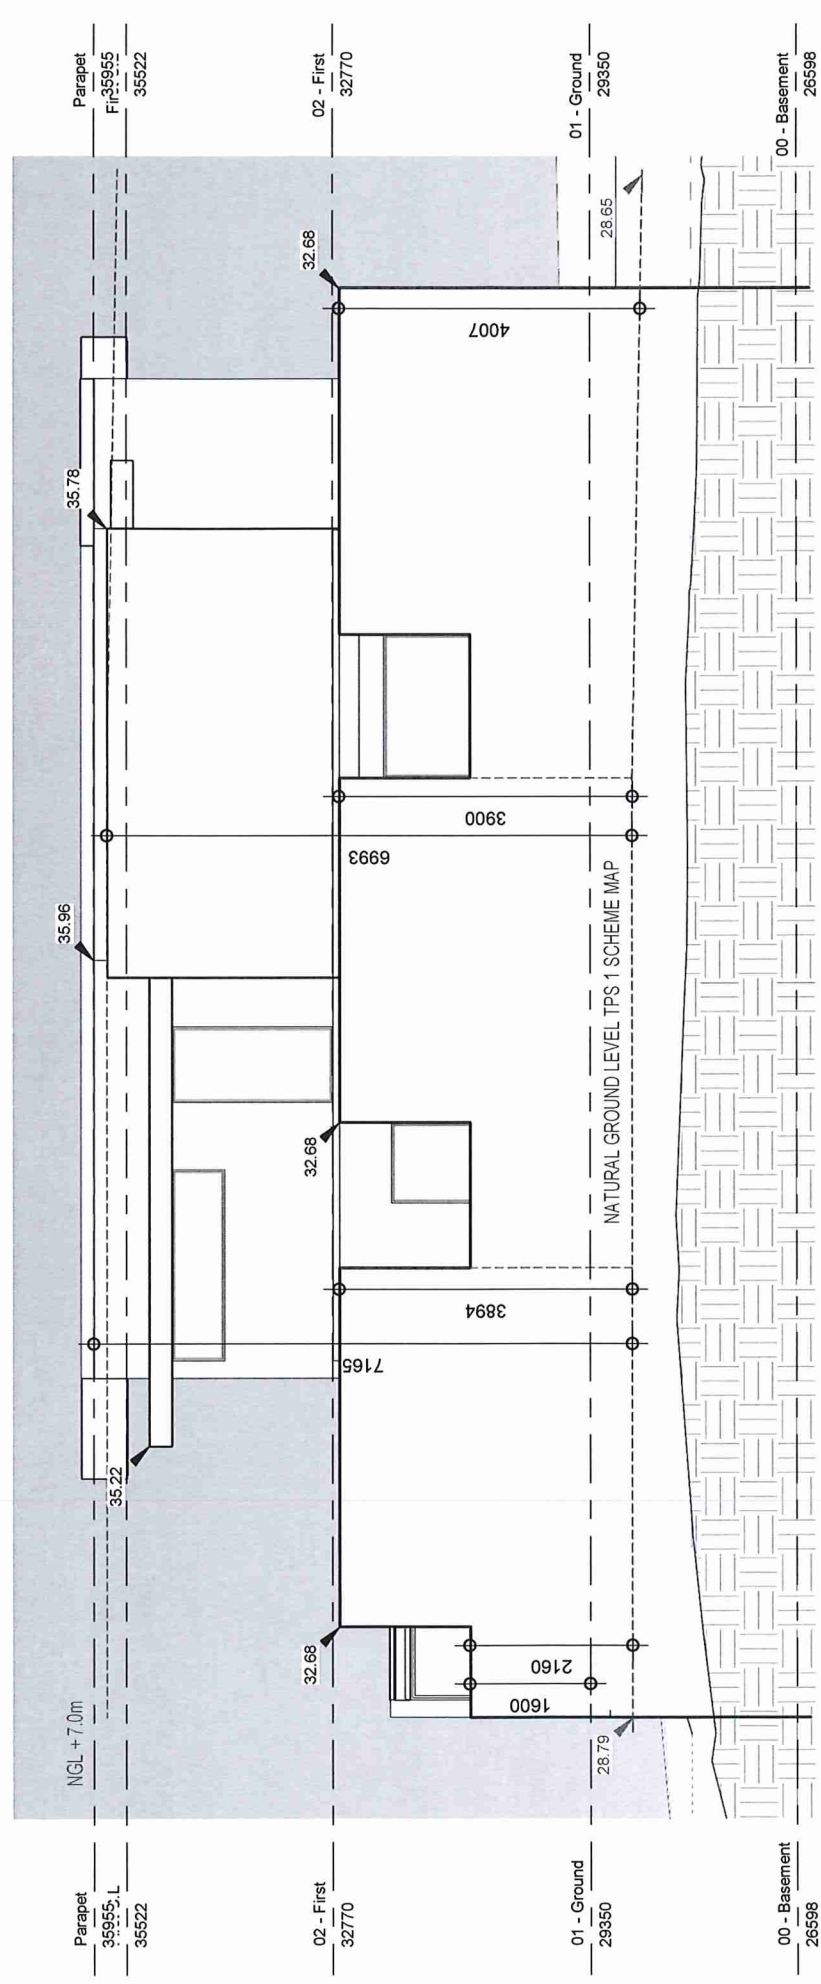 NGL + 7.0m
Parapet
35955
35522
02 - First
32770
01 - Ground
29350
00 - Basement
26598
35.96
35.78
35.22
32.68
32.68
32.68
28.79
28.65
1600
2160
7165
3894
6993
3900
4007
NATURAL GROUND LEVEL TPS 1 SCHEME MAP
Parapet
35955
35522
02 - First
32770
01 - Ground
29350
00 - Basement
26598